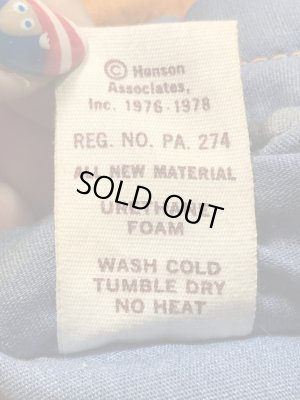 © Henson
Associates,
Inc. 1976-1978
REG. NO. PA. 274
ALL NEW MATERIAL
SOLD OUT
URETHANE
FOAM
WASH COLD
TUMBLE DRY
NO HEAT